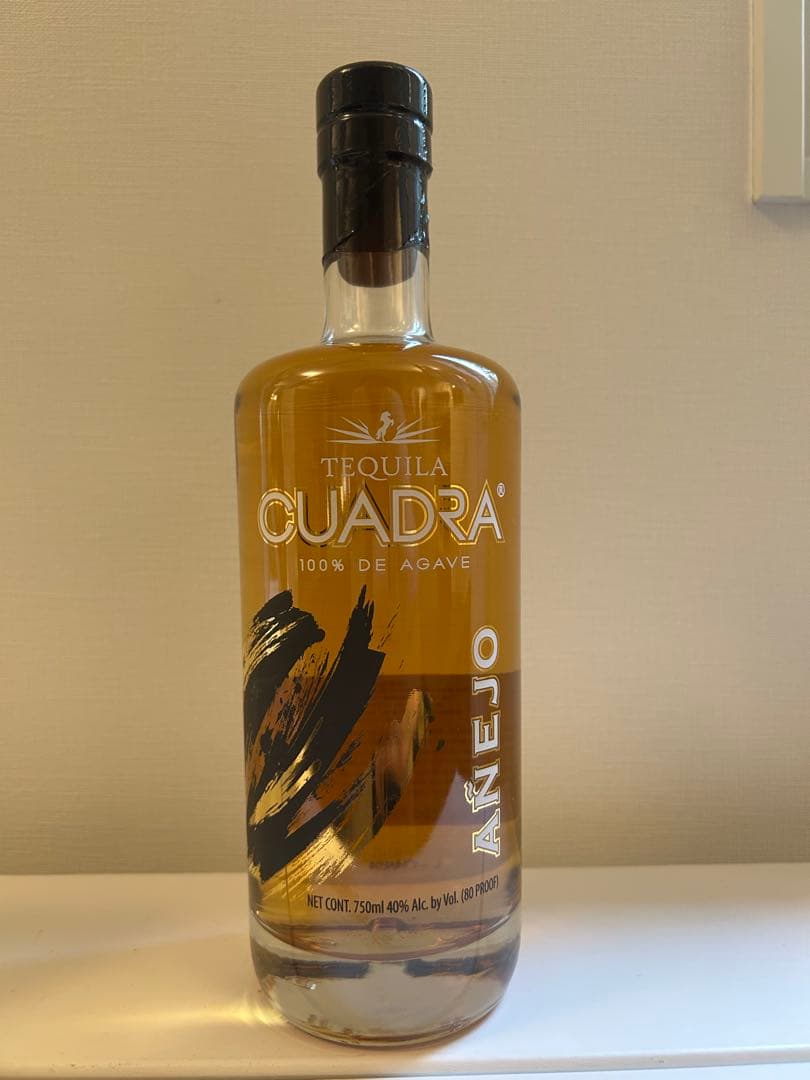 TEQUILA
CUADRA®
100% DE AGAVE
AÑEJO
NET CONT. 750ml 40% Alc. by Vol. (80 PROOF)